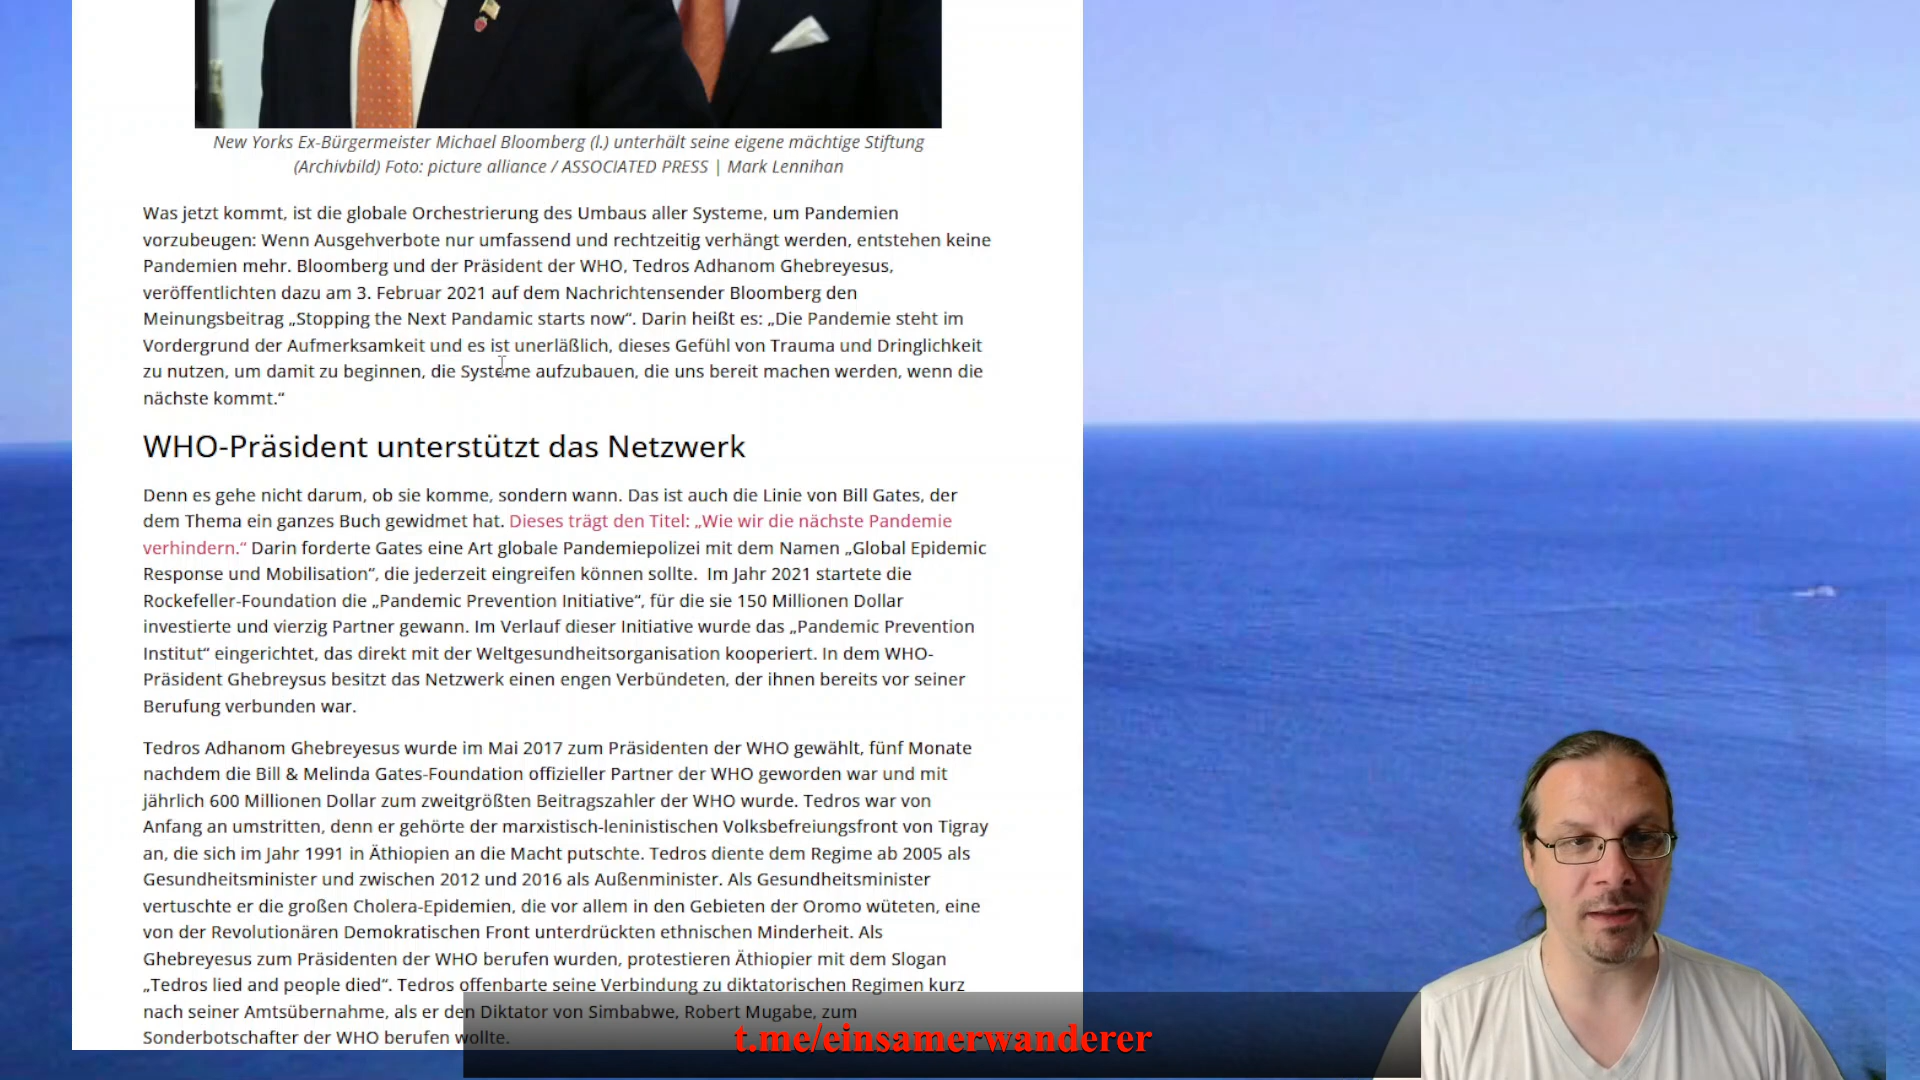 New Yorks Ex-Bürgermeister Michael Bloomberg (l.) unterhält seine eigene mächtige Stiftung
(Archivbild) Foto: picture alliance / ASSOCIATED PRESS | Mark Lennihan
Was jetzt kommt, ist die globale Orchestrierung des Umbaus aller Systeme, um Pandemien
vorzubeugen: Wenn Ausgehverbote nur umfassend und rechtzeitig verhängt werden, entstehen keine
Pandemien mehr. Bloomberg und der Präsident der WHO, Tedros Adhanom Ghebreyesus,
veröffentlichten dazu am 3. Februar 2021 auf dem Nachrichtensender Bloomberg den
Meinungsbeitrag „Stopping the Next Pandamic starts now“. Darin heißt es: „Die Pandemie steht im
Vordergrund der Aufmerksamkeit und es ist unerläßlich, dieses Gefühl von Trauma und Dringlichkeit
zu nutzen, um damit zu beginnen, die Systeme aufzubauen, die uns bereit machen werden, wenn die
nächste kommt.“
WHO-Präsident unterstützt das Netzwerk
Denn es gehe nicht darum, ob sie komme, sondern wann. Das ist auch die Linie von Bill Gates, der
dem Thema ein ganzes Buch gewidmet hat. Dieses trägt den Titel: „Wie wir die nächste Pandemie
verhindern.“ Darin forderte Gates eine Art globale Pandemiepolizei mit dem Namen „Global Epidemic
Response und Mobilisation“, die jederzeit eingreifen können sollte. Im Jahr 2021 startete die
Rockefeller-Foundation die „Pandemic Prevention Initiative“, für die sie 150 Millionen Dollar
investierte und vierzig Partner gewann. Im Verlauf dieser Initiative wurde das „Pandemic Prevention
Institut“ eingerichtet, das direkt mit der Weltgesundheitsorganisation kooperiert. In dem WHO-
Präsident Ghebreysus besitzt das Netzwerk einen engen Verbündeten, der ihnen bereits vor seiner
Berufung verbunden war.
Tedros Adhanom Ghebreyesus wurde im Mai 2017 zum Präsidenten der WHO gewählt, fünf Monate
nachdem die Bill & Melinda Gates-Foundation offizieller Partner der WHO geworden war und mit
jährlich 600 Millionen Dollar zum zweitgrößten Beitragszahler der WHO wurde. Tedros war von
Anfang an umstritten, denn er gehörte der marxistisch-leninistischen Volksbefreiungsfront von Tigray
an, die sich im Jahr 1991 in Äthiopien an die Macht putschte. Tedros diente dem Regime ab 2005 als
Gesundheitsminister und zwischen 2012 und 2016 als Außenminister. Als Gesundheitsminister
vertuschte er die großen Cholera-Epidemien, die vor allem in den Gebieten der Oromo wüteten, eine
von der Revolutionären Demokratischen Front unterdrückten ethnischen Minderheit. Als
Ghebreyesus zum Präsidenten der WHO berufen wurden, protestieren Äthiopier mit dem Slogan
„Tedros lied and people died“. Tedros offenbarte seine Verbindung zu diktatorischen Regimen kurz
nach seiner Amtsübernahme, als er den Diktator von Simbabwe, Robert Mugabe, zum
Sonderbotschafter der WHO berufen wollte.
t.me/einsamerwanderer